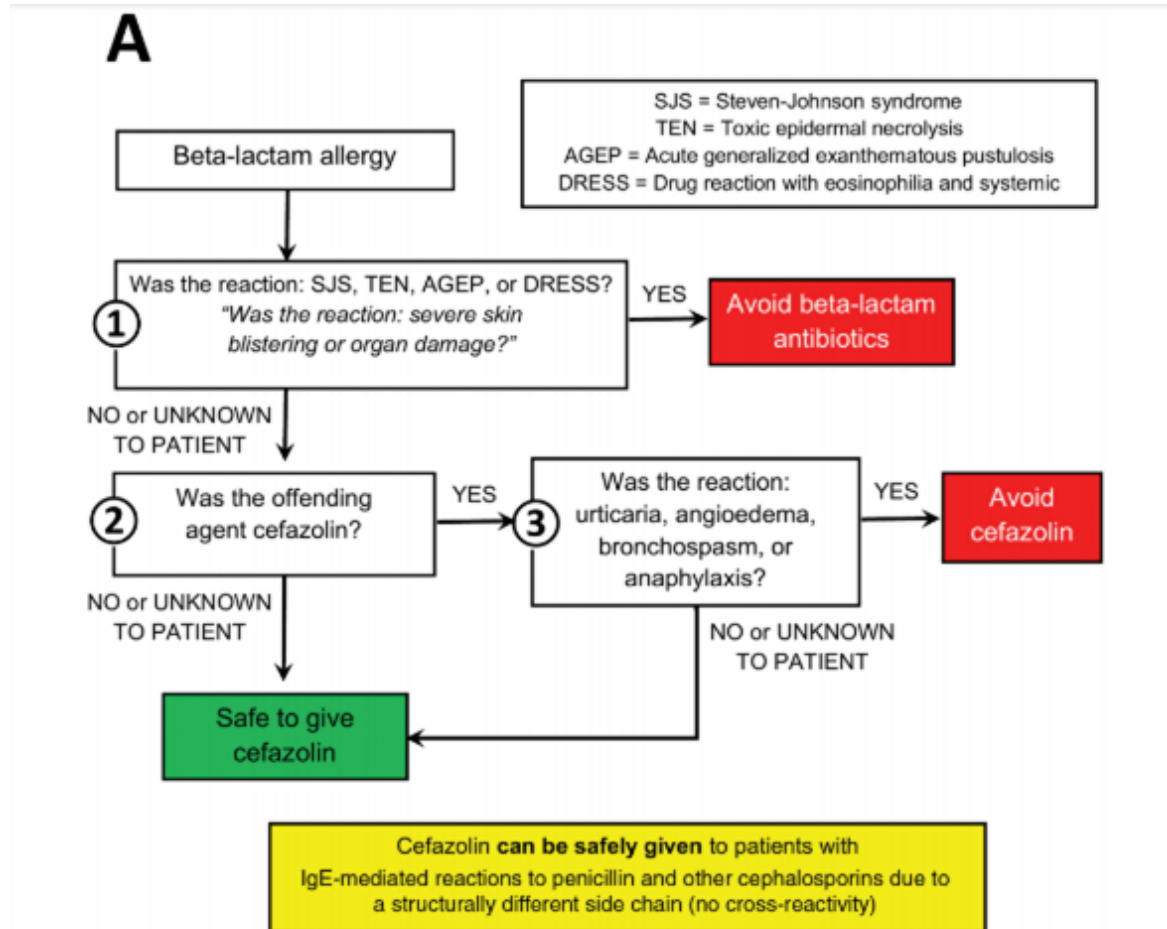 A
SJS = Steven-Johnson syndrome
TEN = Toxic epidermal necrolysis
AGEP = Acute generalized exanthematous pustulosis
DRESS = Drug reaction with eosinophilia and systemic
Beta-lactam allergy
1
Was the reaction: SJS, TEN, AGEP, or DRESS?
"Was the reaction: severe skin
blistering or organ damage?"
YES
Avoid beta-lactam
antibiotics
NO or UNKNOWN
TO PATIENT
2
Was the offending
agent cefazolin?
YES
3
Was the reaction:
urticaria, angioedema,
bronchospasm, or
anaphylaxis?
YES
Avoid
cefazolin
NO or UNKNOWN
TO PATIENT
NO or UNKNOWN
TO PATIENT
Safe to give
cefazolin
Cefazolin can be safely given to patients with
IgE-mediated reactions to penicillin and other cephalosporins due to
a structurally different side chain (no cross-reactivity)